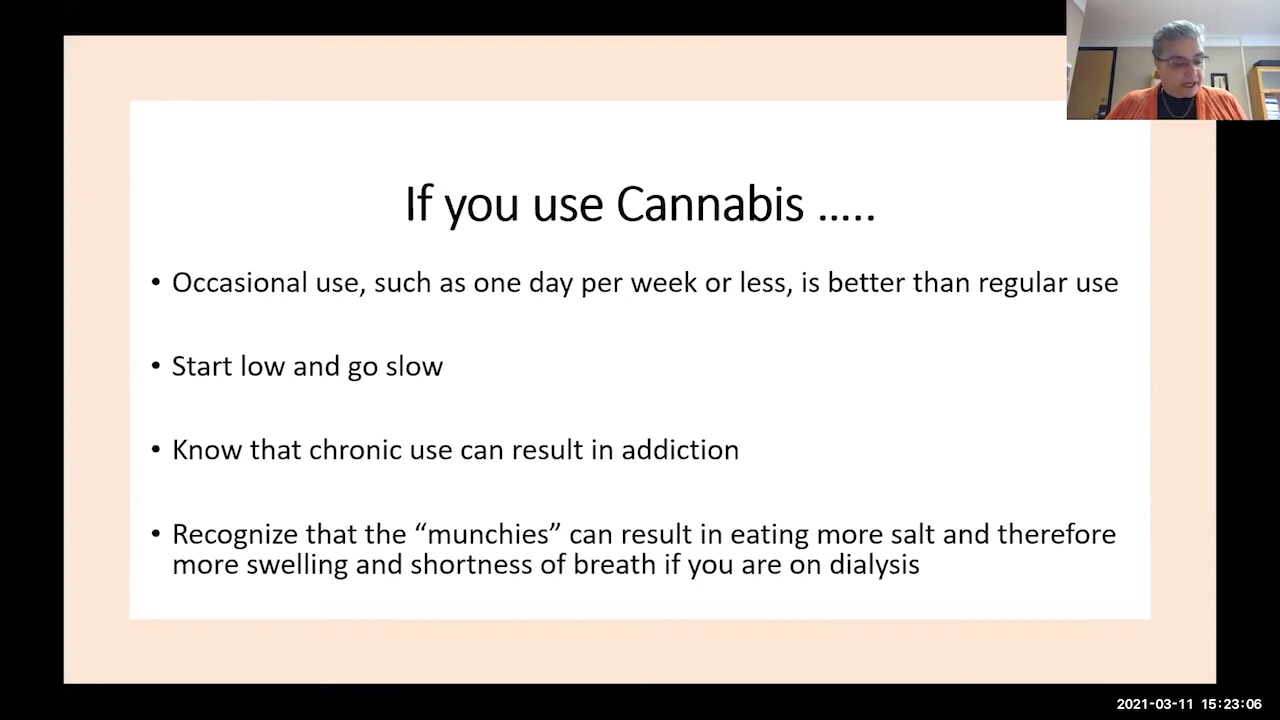 If you use Cannabis .....
• Occasional use, such as one day per week or less, is better than regular use
• Start low and go slow
• Know that chronic use can result in addiction
• Recognize that the “munchies” can result in eating more salt and therefore
more swelling and shortness of breath if you are on dialysis
2021-03-11 15:23:06